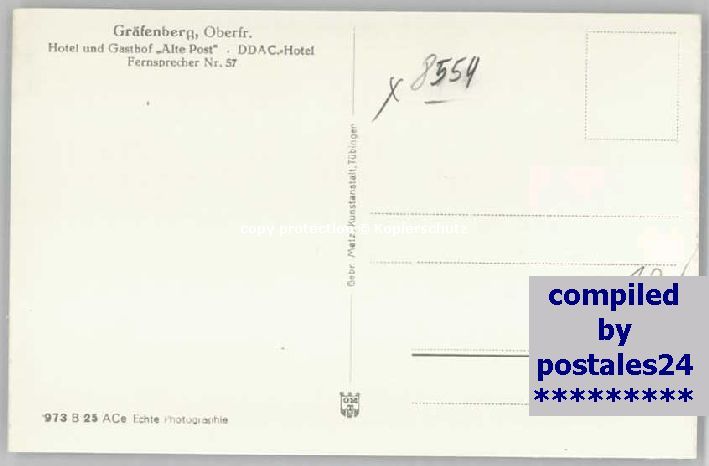 Gräfenberg, Oberfr.
Hotel und Gasthof „Alte Post" . DDAC.-Hotel
Fernsprecher Nr. 57
x 8559
Gebr. Metz, Kunstanstalt, Tübingen
copy protection © Kopierschutz
compiled
by
postales24
*********
973 B 25 ACe Echte Photographie